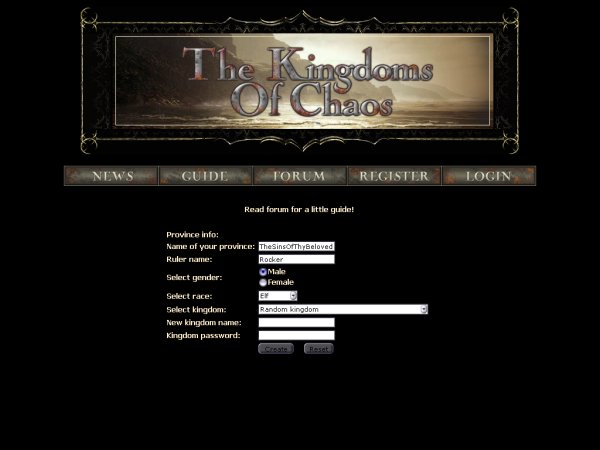 The Kingdoms
Of Chaos
NEWS GUIDE FORUM REGISTER LOGIN
Read forum for a little guide!
Province info:
Name of your province: TheSinsOfThyBeloved
Ruler name: Rocker
Select gender: Male
Female
Select race: Elf
Select kingdom: Random kingdom
New kingdom name:
Kingdom password:
Create Reset